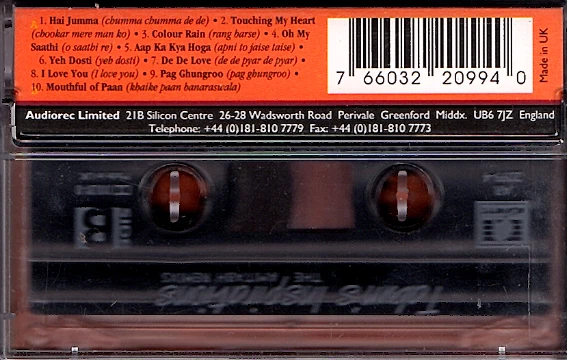 1. Hai Jumma (chumma chumma de de) • 2. Touching My Heart
(chookar mere man ko) • 3. Colour Rain (rang barse) • 4. Oh My
Saathi (o saathi re) • 5. Aap Ka Kya Hoga (apni to jaise taise) •
6. Yeh Dosti (yeh dosti) • 7. De De Love (de de pyar de pyar) •
8. I Love You (I love you) • 9. Pag Ghungroo (pag ghungroo) •
10. Mouthful of Paan (khaike paan banaraswala)
7 66032 20994 0
Made in UK
Audiorec Limited 21B Silicon Centre 26-28 Wadsworth Road Perivale Greenford Middx. UB6 7JZ England
Telephone: +44 (0)181-810 7779 Fax: +44 (0)181-810 7773